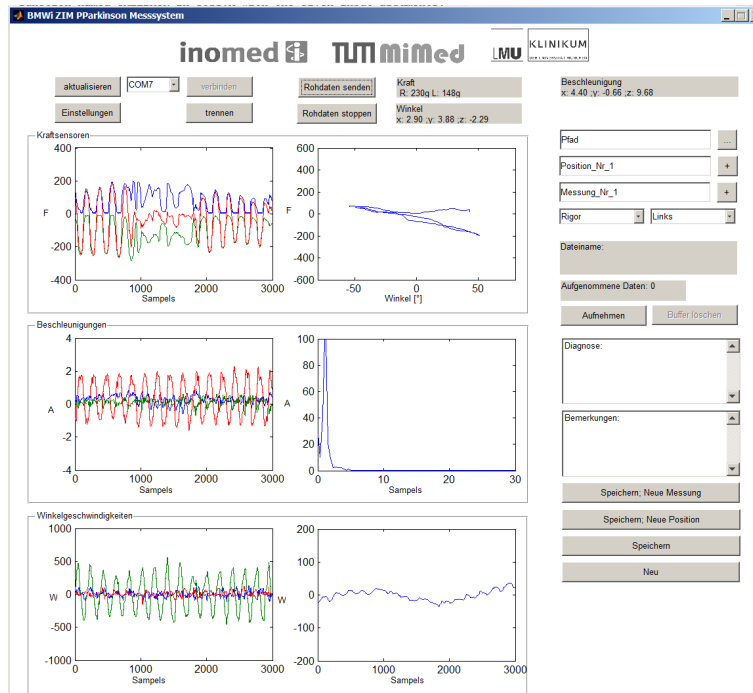 BMWi ZIM PParkinson Messsystem
inomed TUM MiMed LMU KLINIKUM
aktualisieren COM7 verbinden Rohdaten senden
Kraft
R: 230g L: 148g
Beschleunigung
x: 4.40 ;y: -0.66 ;z: 9.68
Einstellungen trennen Rohdaten stoppen
Winkel
x: 2.90 ;y: 3.88 ;z: -2.29
Kraftsensoren
400
200
0
-200
-400
F
0 1000 2000 3000
Sampels
600
400
200
0
-200
-400
-600
F
-50 0 50
Winkel [°]
Pfad ...
Position_Nr_1 +
Messung_Nr_1 +
Rigor Links
Dateiname:
Aufgenommene Daten: 0
Aufnehmen Buffer löschen
Beschleunigungen
4
2
0
-2
-4
A
0 1000 2000 3000
Sampels
100
80
60
40
20
0
A
0 10 20 30
Sampels
Diagnose:
Bemerkungen:
Speichern; Neue Messung
Speichern; Neue Position
Speichern
Neu
Winkelgeschwindigkeiten
1000
500
0
-500
-1000
W
0 1000 2000 3000
Sampels
200
100
0
-100
-200
W
0 1000 2000 3000
Sampels